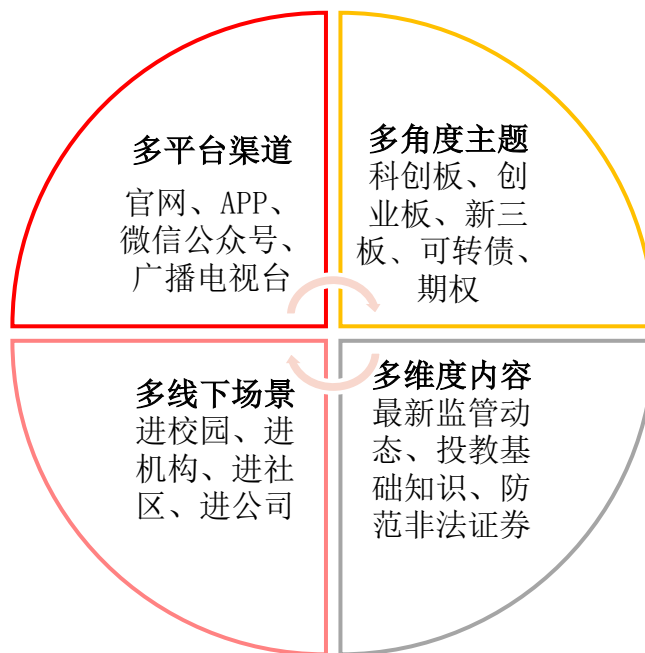 多平台渠道
官网、APP、
微信公众号、
广播电视台
多角度主题
科创板、创
业板、新三
板、可转债、
期权
多线下场景
进校园、进
机构、进社
区、进公司
多维度内容
最新监管动
态、投教基
础知识、防
范非法证券